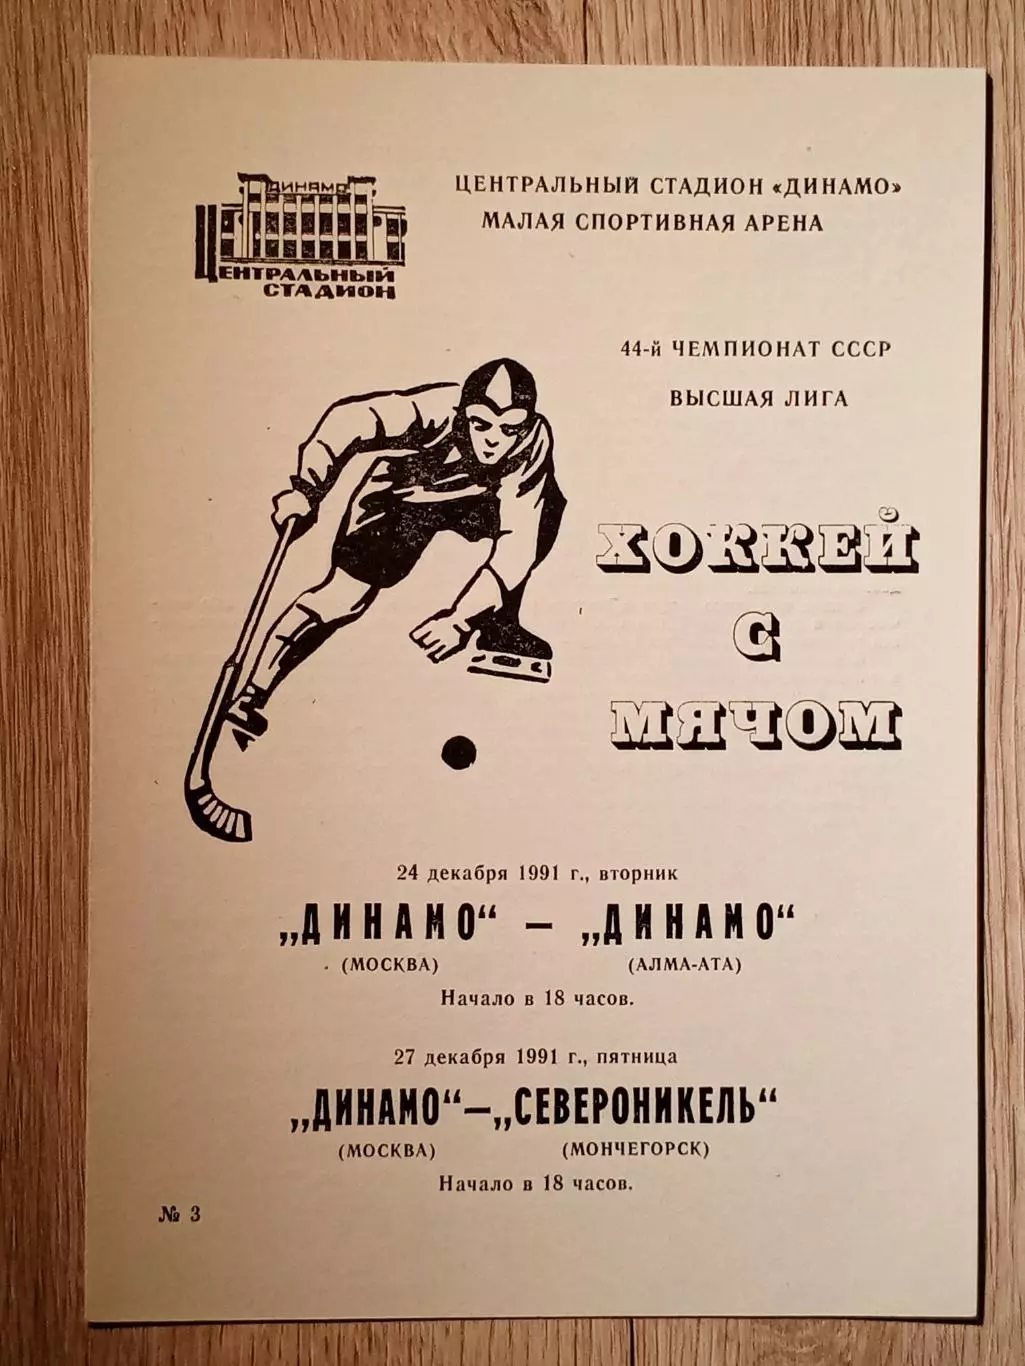 ДИНАМО
ЦЕНТРАЛЬНЫЙ
СТАДИОН
ЦЕНТРАЛЬНЫЙ СТАДИОН «ДИНАМО»
МАЛАЯ СПОРТИВНАЯ АРЕНА
44-й ЧЕМПИОНАТ СССР
ВЫСШАЯ ЛИГА
ХОККЕЙ
С
МЯЧОМ
24 декабря 1991 г., вторник
„ДИНАМО“ — „ДИНАМО“
(МОСКВА) (АЛМА-АТА)
Начало в 18 часов.
27 декабря 1991 г., пятница
„ДИНАМО“—„СЕВЕРОНИКЕЛЬ“
(МОСКВА) (МОНЧЕГОРСК)
Начало в 18 часов.
№ 3